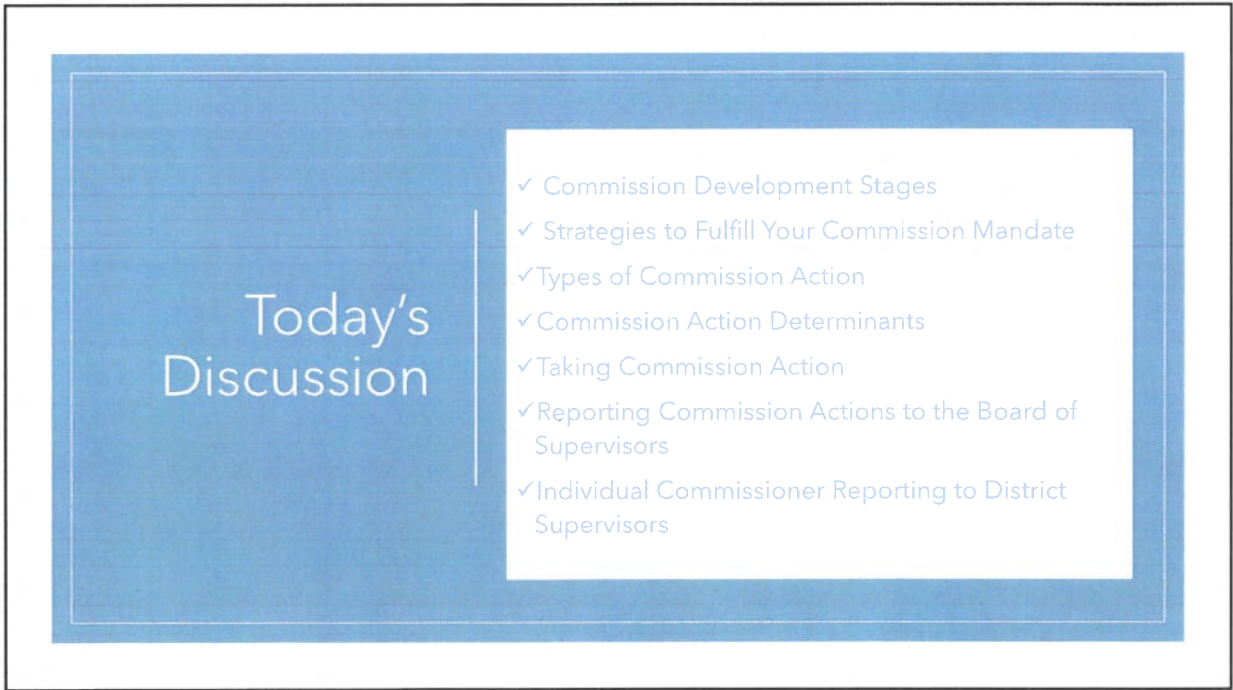 Today's
Discussion
✓ Commission Development Stages
✓ Strategies to Fulfill Your Commission Mandate
✓Types of Commission Action
✓Commission Action Determinants
✓Taking Commission Action
✓Reporting Commission Actions to the Board of
Supervisors
✓Individual Commissioner Reporting to District
Supervisors